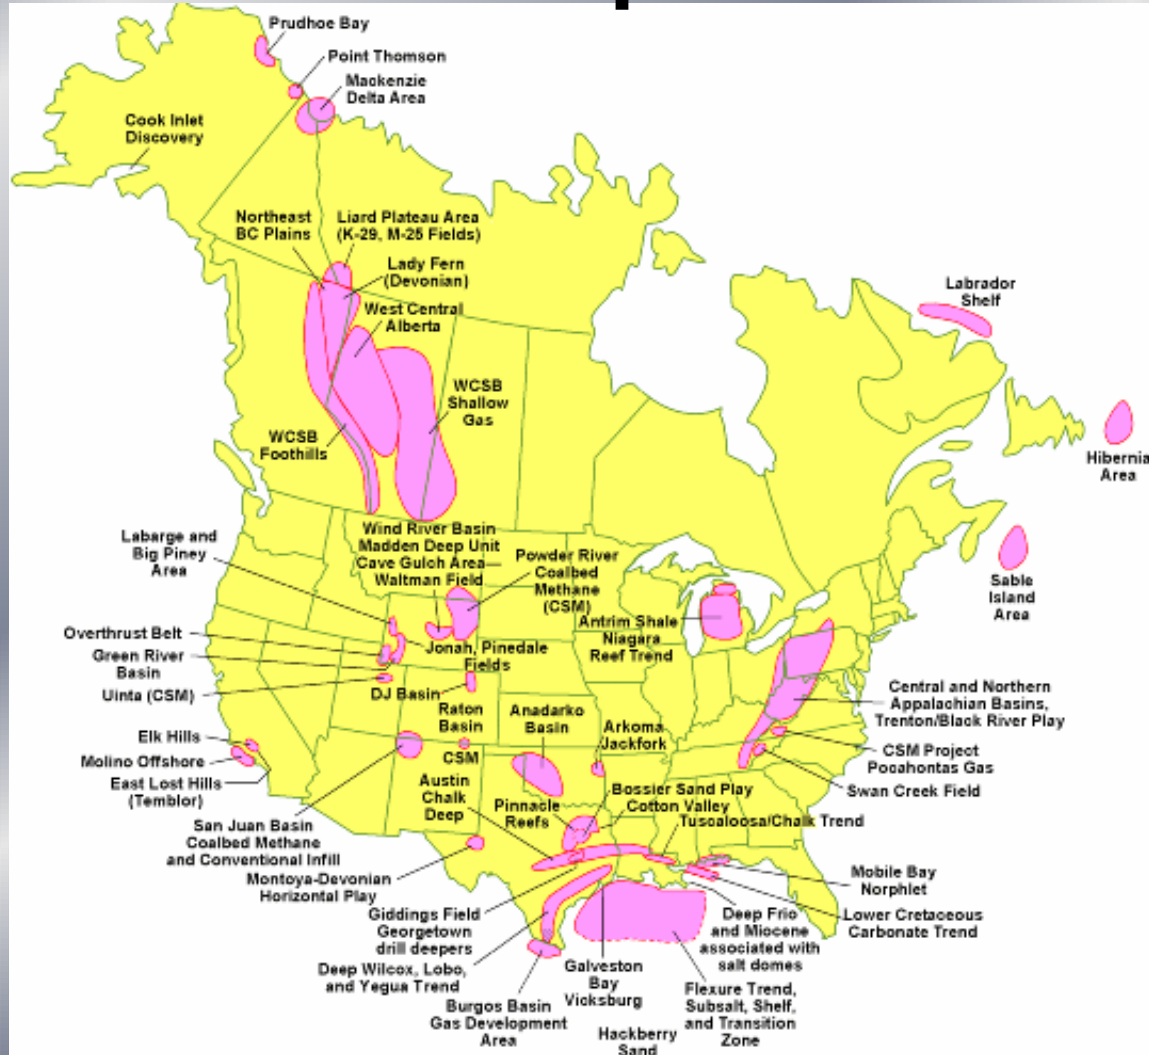 Prudhoe Bay
Point Thomson
Mackenzie
Delta Area
Cook Inlet
Discovery
Northeast
BC Plains
Liard Plateau Area
(K-29, M-25 Fields)
Lady Fern
(Devonian)
West Central
Alberta
Labrador
Shelf
WCSB
Shallow
Gas
WCSB
Foothills
Hibernia
Area
Sable
Island
Area
Labarge and
Big Piney
Area
Wind River Basin
Madden Deep Unit
Cave Gulch Area
Waltman Field
Powder River
Coalbed
Methane
(CSM)
Antrim Shale
Niagara
Reef Trend
Overthrust Belt
Green River
Basin
Uinta (CSM)
Jonah, Pinedale
Fields
DJ Basin
Raton
Basin
CSM
Anadarko
Basin
Arkoma
Jackfork
Central and Northern
Appalachian Basins,
Trenton/Black River Play
CSM Project
Pocahontas Gas
Swan Creek Field
Elk Hills
Molino Offshore
East Lost Hills
(Temblor)
San Juan Basin
Coalbed Methane
and Conventional Infill
Austin
Chalk
Deep
Pinnacle
Reefs
Bossier Sand Play
Cotton Valley
Tuscaloosa/Chalk Trend
Montoya-Devonian
Horizontal Play
Mobile Bay
Norphlet
Lower Cretaceous
Carbonate Trend
Giddings Field
Georgetown
drill deepers
Deep Wilcox, Lobo,
and Yegua Trend
Burgos Basin
Gas Development
Area
Galveston
Bay
Vicksburg
Hackberry
Sand
Deep Frio
and Miocene
associated with
salt domes
Flexure Trend,
Subsalt, Shelf,
and Transition
Zone